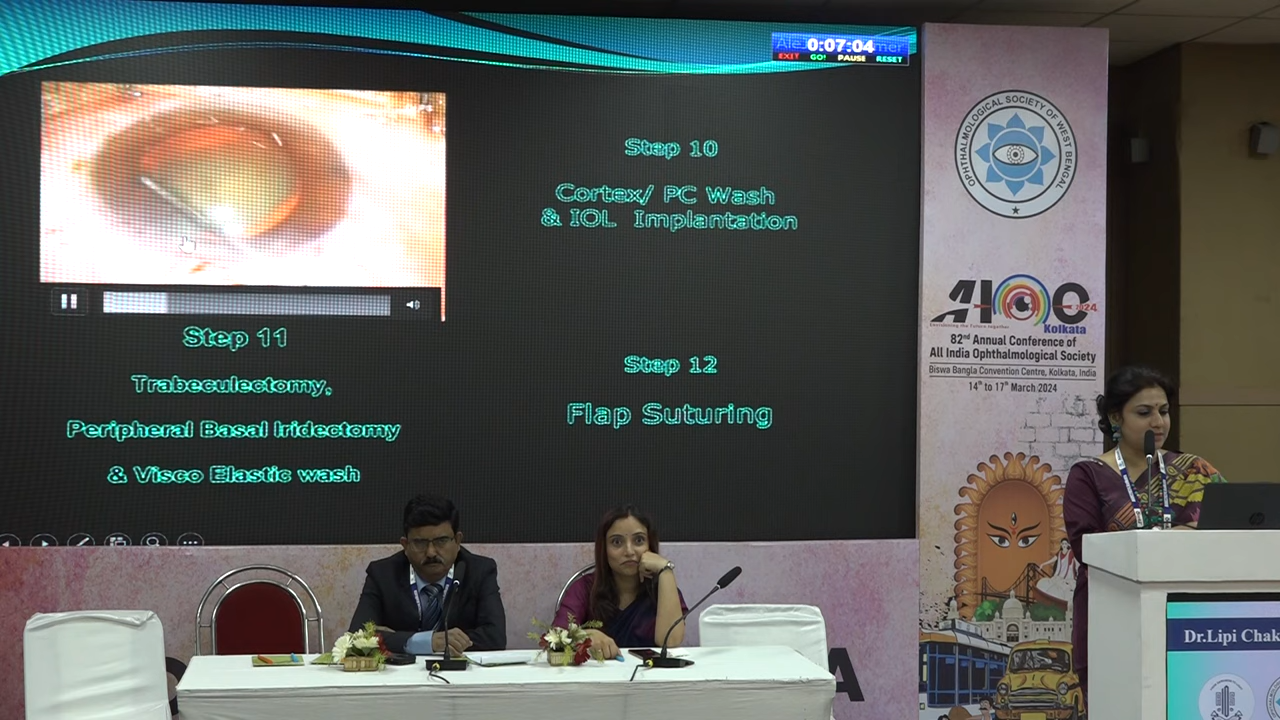 0:07:04
EXIT GO! PAUSE RESET
Step 10
Cortex/ PC Wash
& IOL Implantation
Step 11
Trabeculectomy,
Peripheral Basal Iridectomy
& Visco Elastic wash
Step 12
Flap Suturing
OPHTHALMOLOGICAL SOCIETY OF WEST BENGAL
AIOC
2024
Kolkata
82nd Annual Conference of
All India Ophthalmological Society
Biswa Bangla Convention Centre, Kolkata, India
14th to 17th March 2024
Dr.Lipi Chak
hp